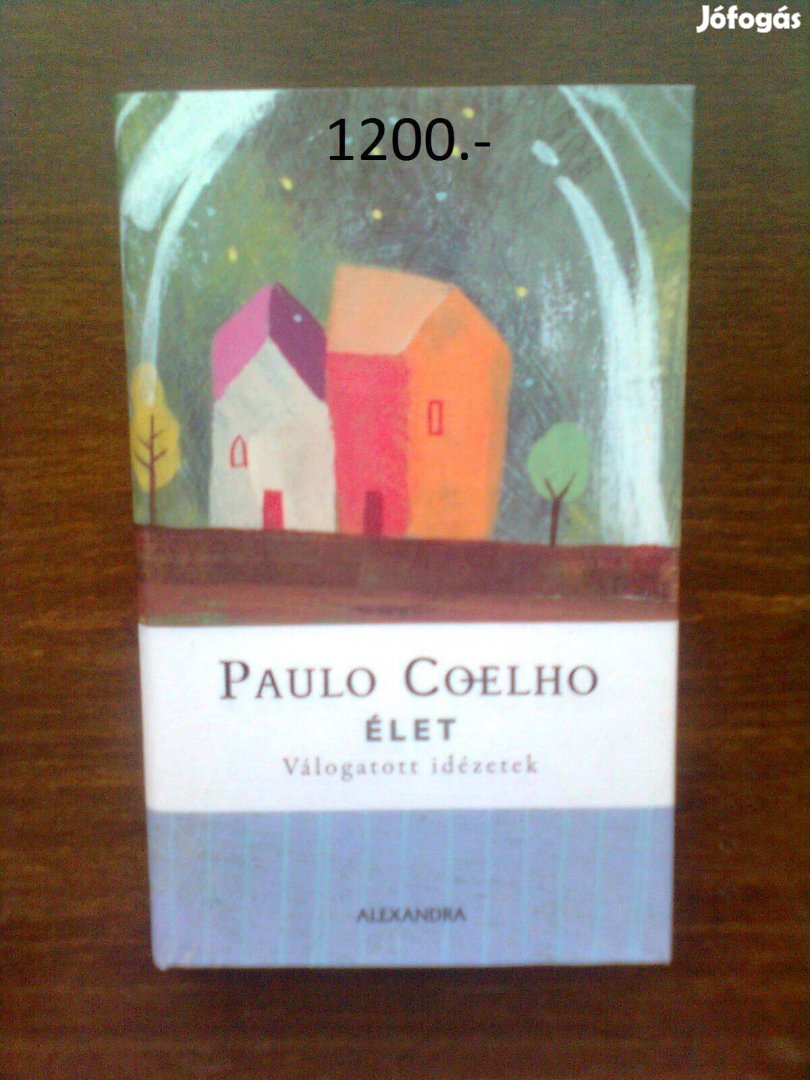 Jófogás
1200.-
PAULO COELHO
ÉLET
Válogatott idézetek
ALEXANDRA